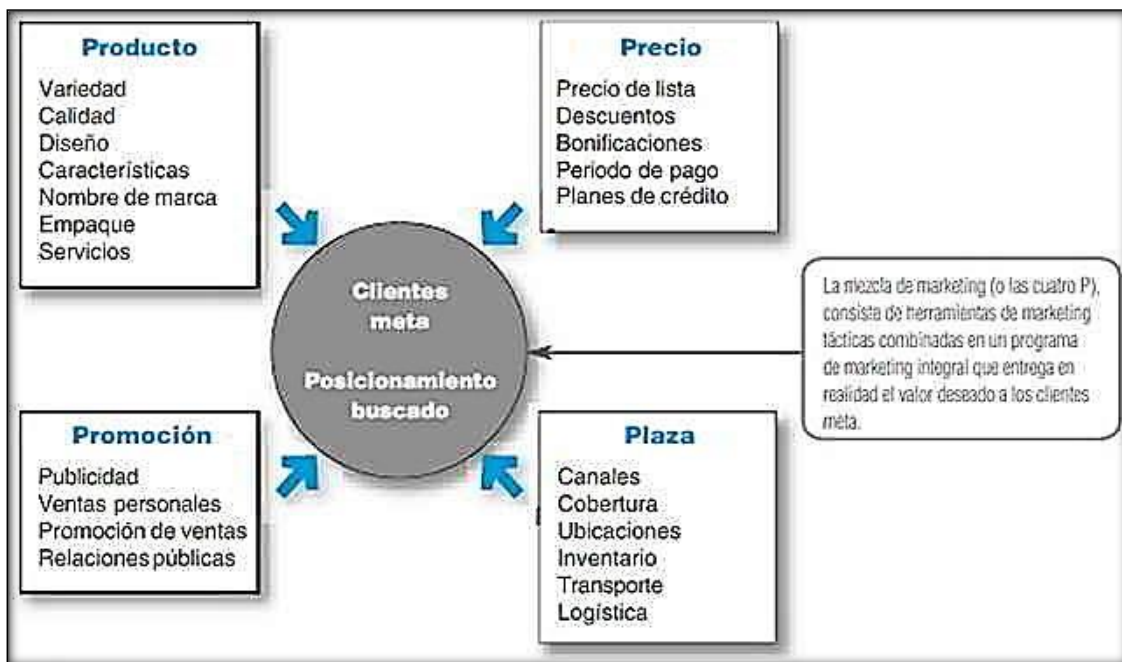 Producto
Variedad
Calidad
Diseño
Características
Nombre de marca
Empaque
Servicios
Precio
Precio de lista
Descuentos
Bonificaciones
Periodo de pago
Planes de crédito
Clientes
meta
Posicionamiento
buscado
La mezcla de marketing (o las cuatro P),
consiste de herramientas de marketing
tácticas combinadas en un programa
de marketing integral que entrega en
realidad el valor deseado a los clientes
meta.
Promoción
Publicidad
Ventas personales
Promoción de ventas
Relaciones públicas
Plaza
Canales
Cobertura
Ubicaciones
Inventario
Transporte
Logística